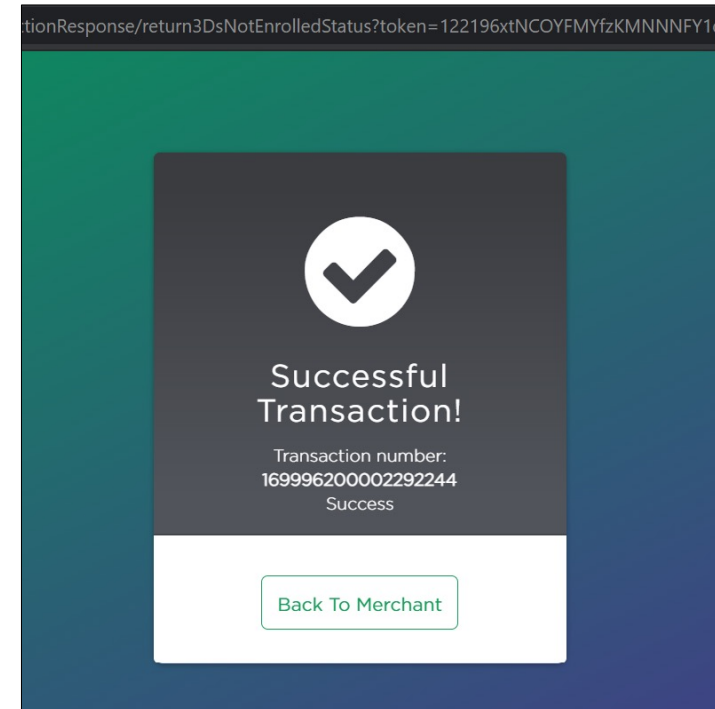 tionResponse/return3DsNotEnrolledStatus?token=122196xtNCOYFMYfzKMNNNFY1
Successful
Transaction!
Transaction number:
169996200002292244
Success
Back To Merchant